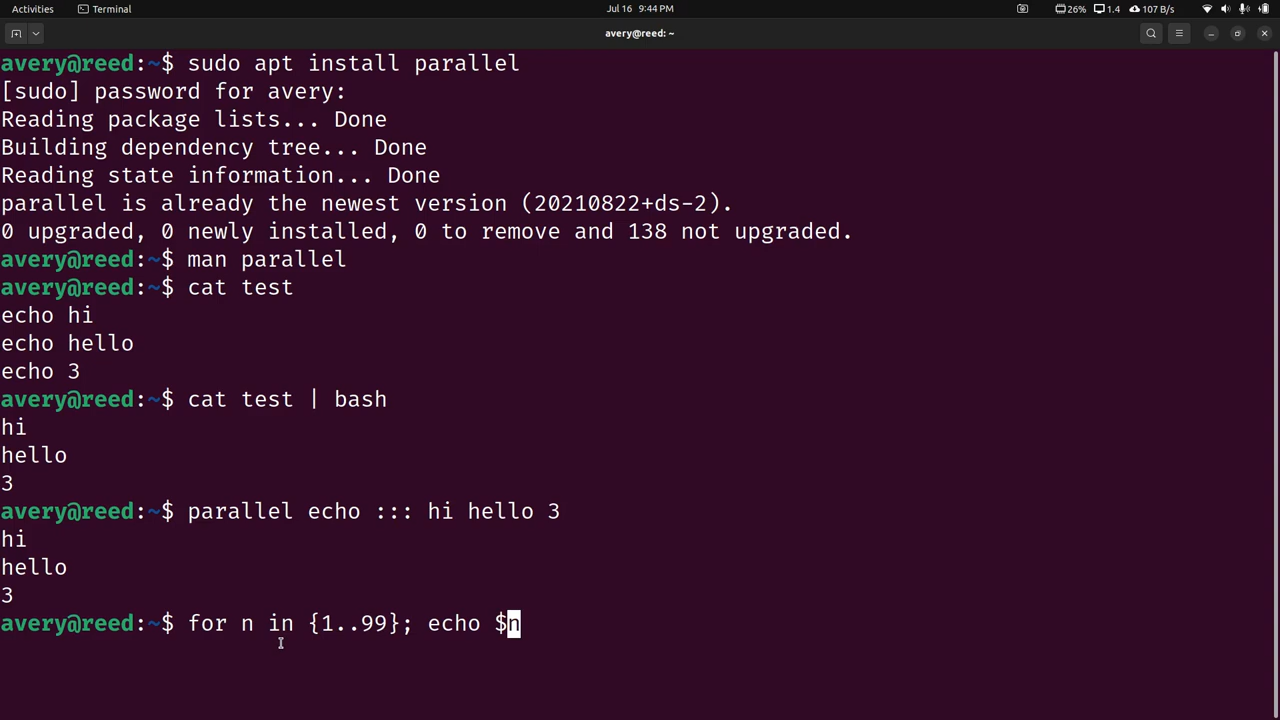 Activities Terminal Jul 16 9:44 PM 26% 1.4 107 B/s
avery@reed: ~
avery@reed:~$ sudo apt install parallel
[sudo] password for avery:
Reading package lists... Done
Building dependency tree... Done
Reading state information... Done
parallel is already the newest version (20210822+ds-2).
0 upgraded, 0 newly installed, 0 to remove and 138 not upgraded.
avery@reed:~$ man parallel
avery@reed:~$ cat test
echo hi
echo hello
echo 3
avery@reed:~$ cat test | bash
hi
hello
3
avery@reed:~$ parallel echo ::: hi hello 3
hi
hello
3
avery@reed:~$ for n in {1..99}; echo $n